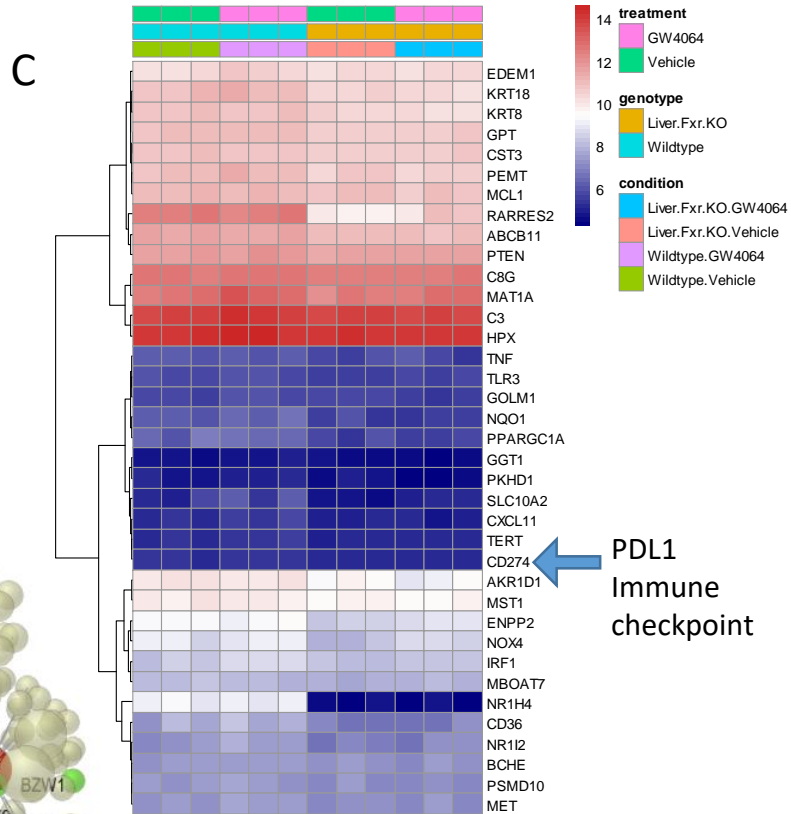 C
EDEM1
KRT18
KRT8
GPT
CST3
PEMT
MCL1
RARRES2
ABCB11
PTEN
C8G
MAT1A
C3
HPX
TNF
TLR3
GOLM1
NQO1
PPARGC1A
GGT1
PKHD1
SLC10A2
CXCL11
TERT
CD274
AKR1D1
MST1
ENPP2
NOX4
IRF1
MBOAT7
NR1H4
CD36
NR1I2
BCHE
PSMD10
MET
14
12
10
8
6
treatment
GW4064
Vehicle
genotype
Liver.Fxr.KO
Wildtype
condition
Liver.Fxr.KO.GW4064
Liver.Fxr.KO.Vehicle
Wildtype.GW4064
Wildtype.Vehicle
PDL1
Immune
checkpoint
BZW1